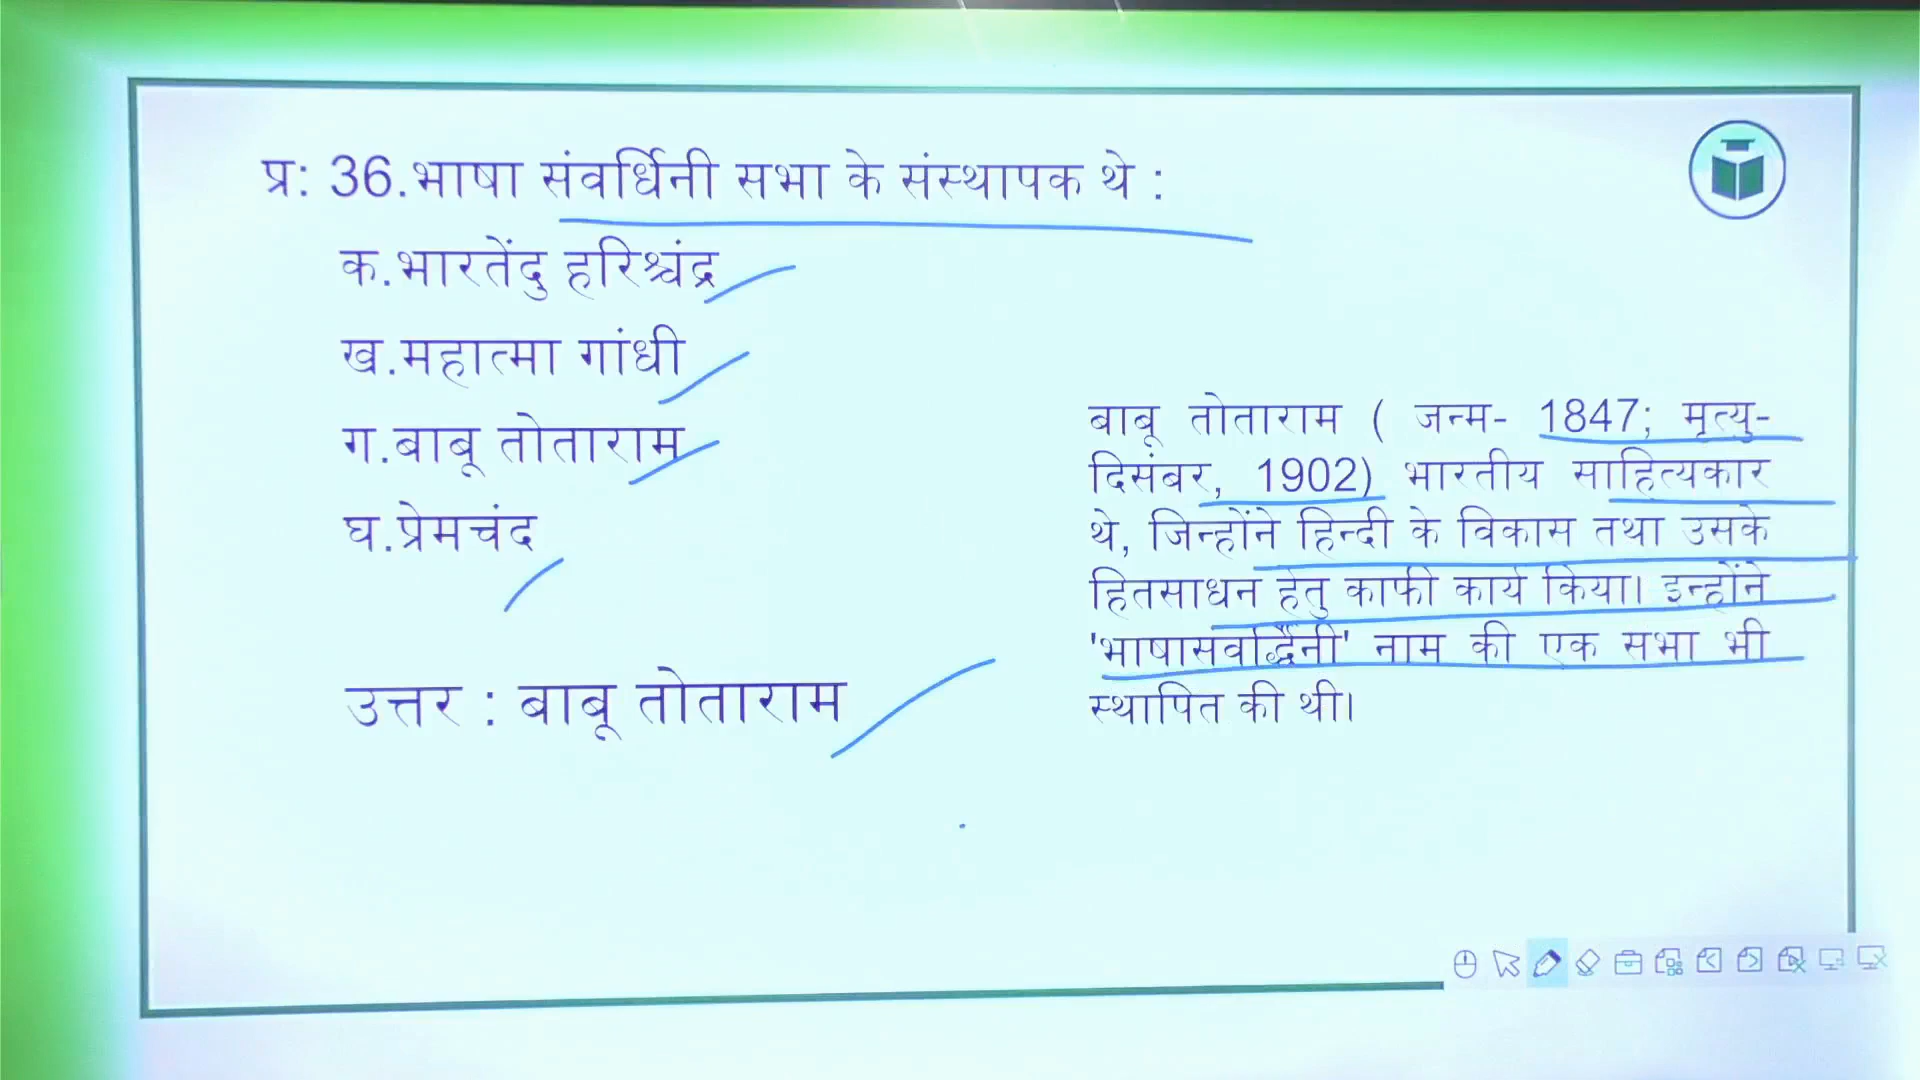 प्र: 36.भाषा संवर्धिनी सभा के संस्थापक थे :
क.भारतेंदु हरिश्चंद्र
ख.महात्मा गांधी
ग.बाबू तोताराम
घ.प्रेमचंद
उत्तर : बाबू तोताराम
बाबू तोताराम ( जन्म- 1847; मृत्यु-
दिसंबर, 1902) भारतीय साहित्यकार
थे, जिन्होंने हिन्दी के विकास तथा उसके
हितसाधन हेतु काफी कार्य किया। इन्होंने
'भाषासंवर्द्धिनी' नाम की एक सभा भी
स्थापित की थी।